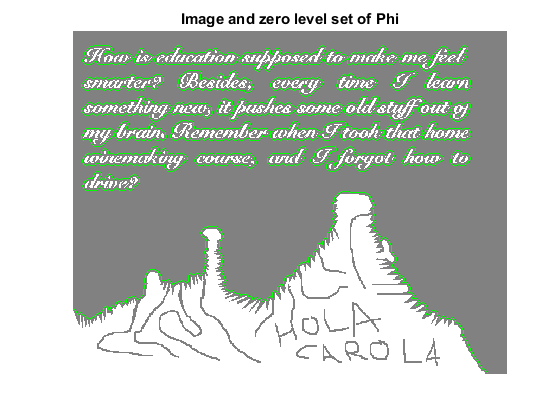 Image and zero level set of Phi
How is education supposed to make me feel
smarter? Besides, every time I learn
something new, it pushes some old stuff out of
my brain. Remember when I took that home
winemaking course, and I forgot how to
drive?
HOLA
CAROLA